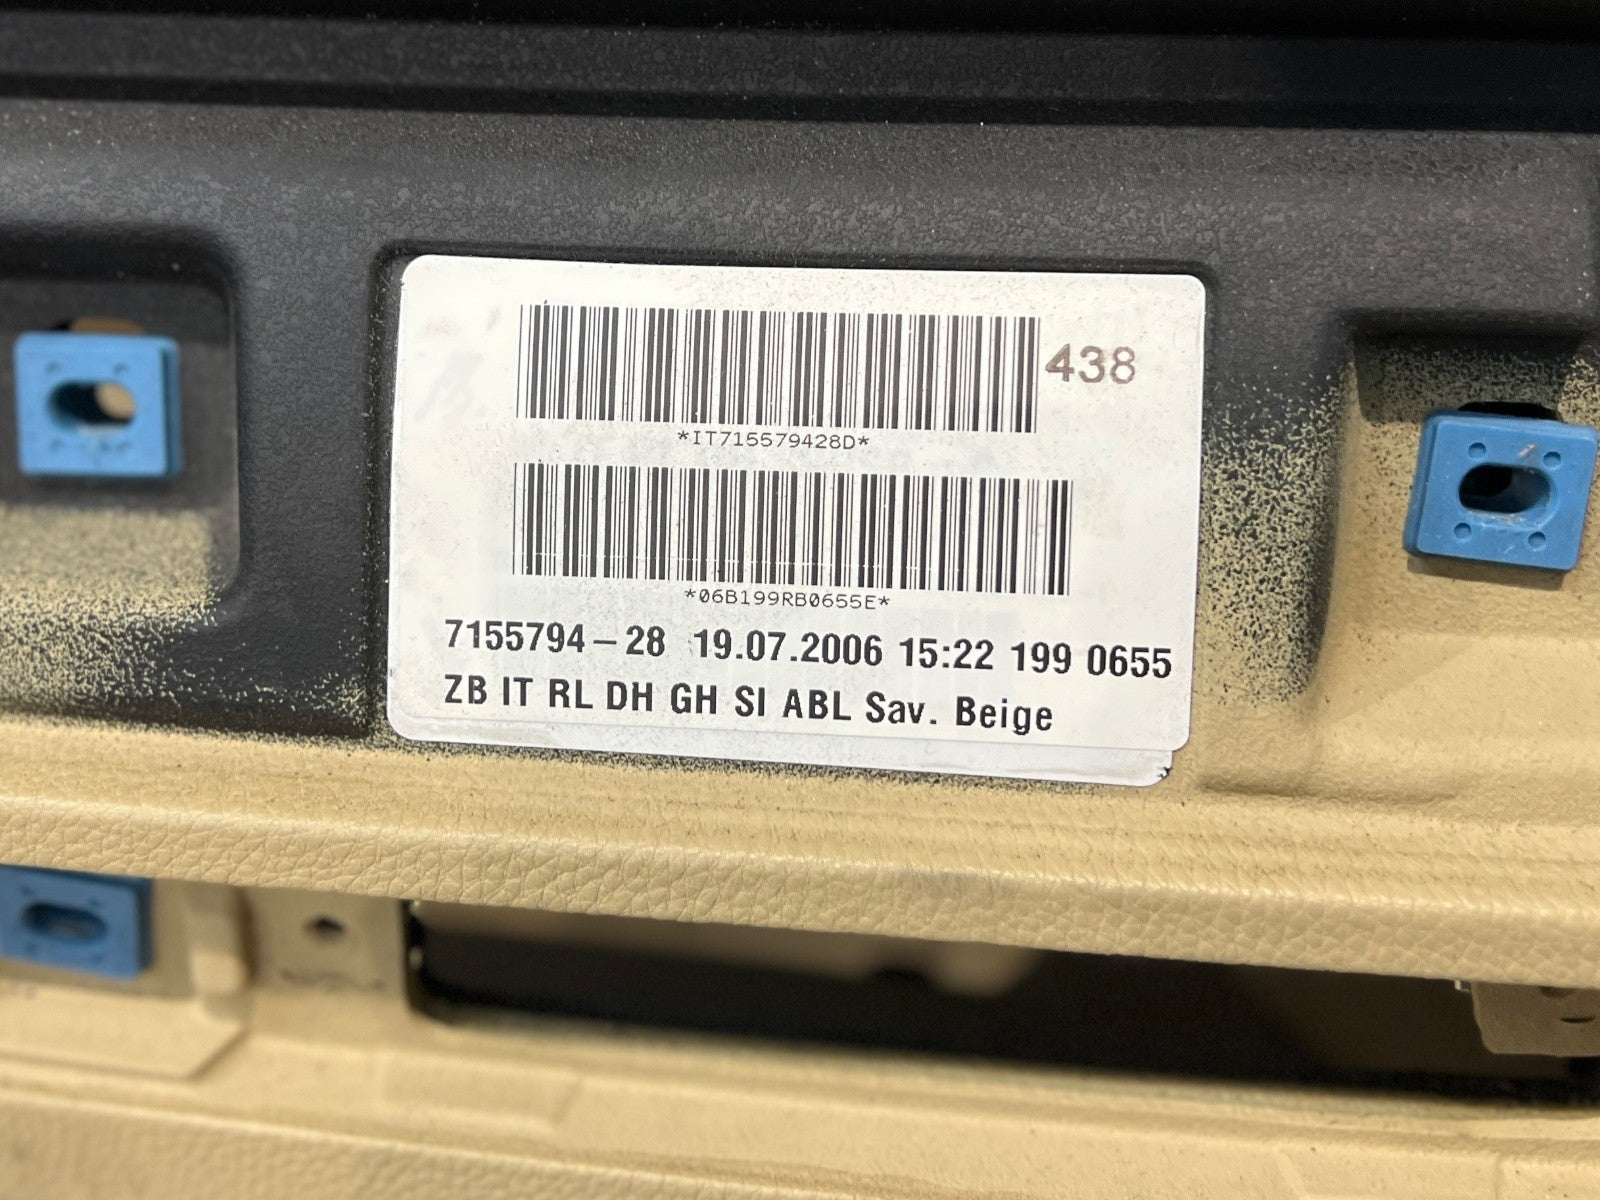 438
*IT715579428D*
*06B199RB0655E*
7155794-28 19.07.2006 15:22 199 0655
ZB IT RL DH GH SI ABL Sav. Beige